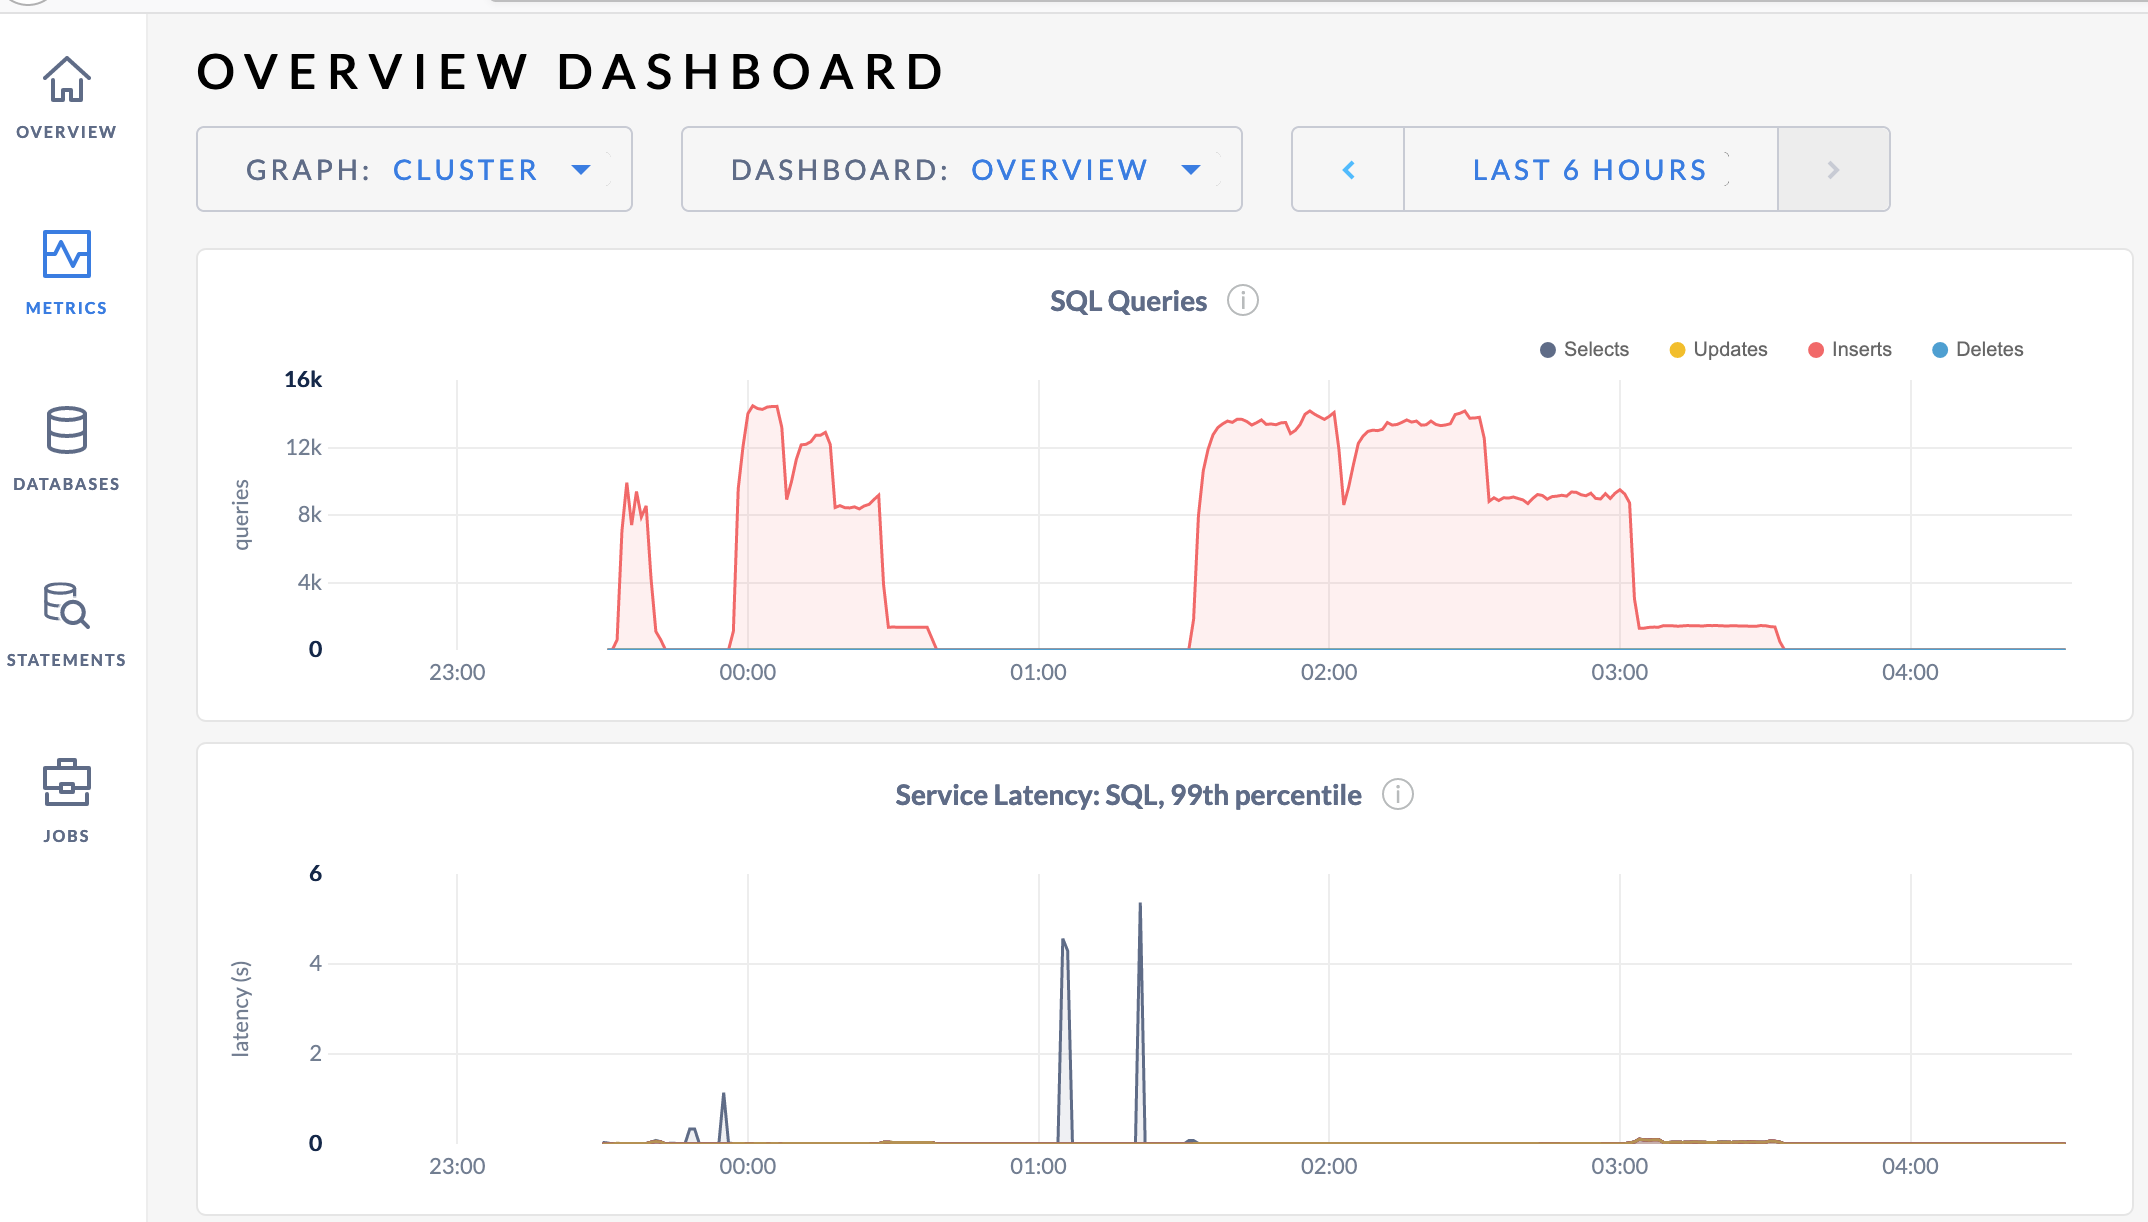 OVERVIEW DASHBOARD
OVERVIEW
METRICS
DATABASES
STATEMENTS
JOBS
GRAPH: CLUSTER
DASHBOARD: OVERVIEW
LAST 6 HOURS
SQL Queries
Selects Updates Inserts Deletes
queries
16k
12k
8k
4k
0
23:00 00:00 01:00 02:00 03:00 04:00
Service Latency: SQL, 99th percentile
latency (s)
6
4
2
0
23:00 00:00 01:00 02:00 03:00 04:00